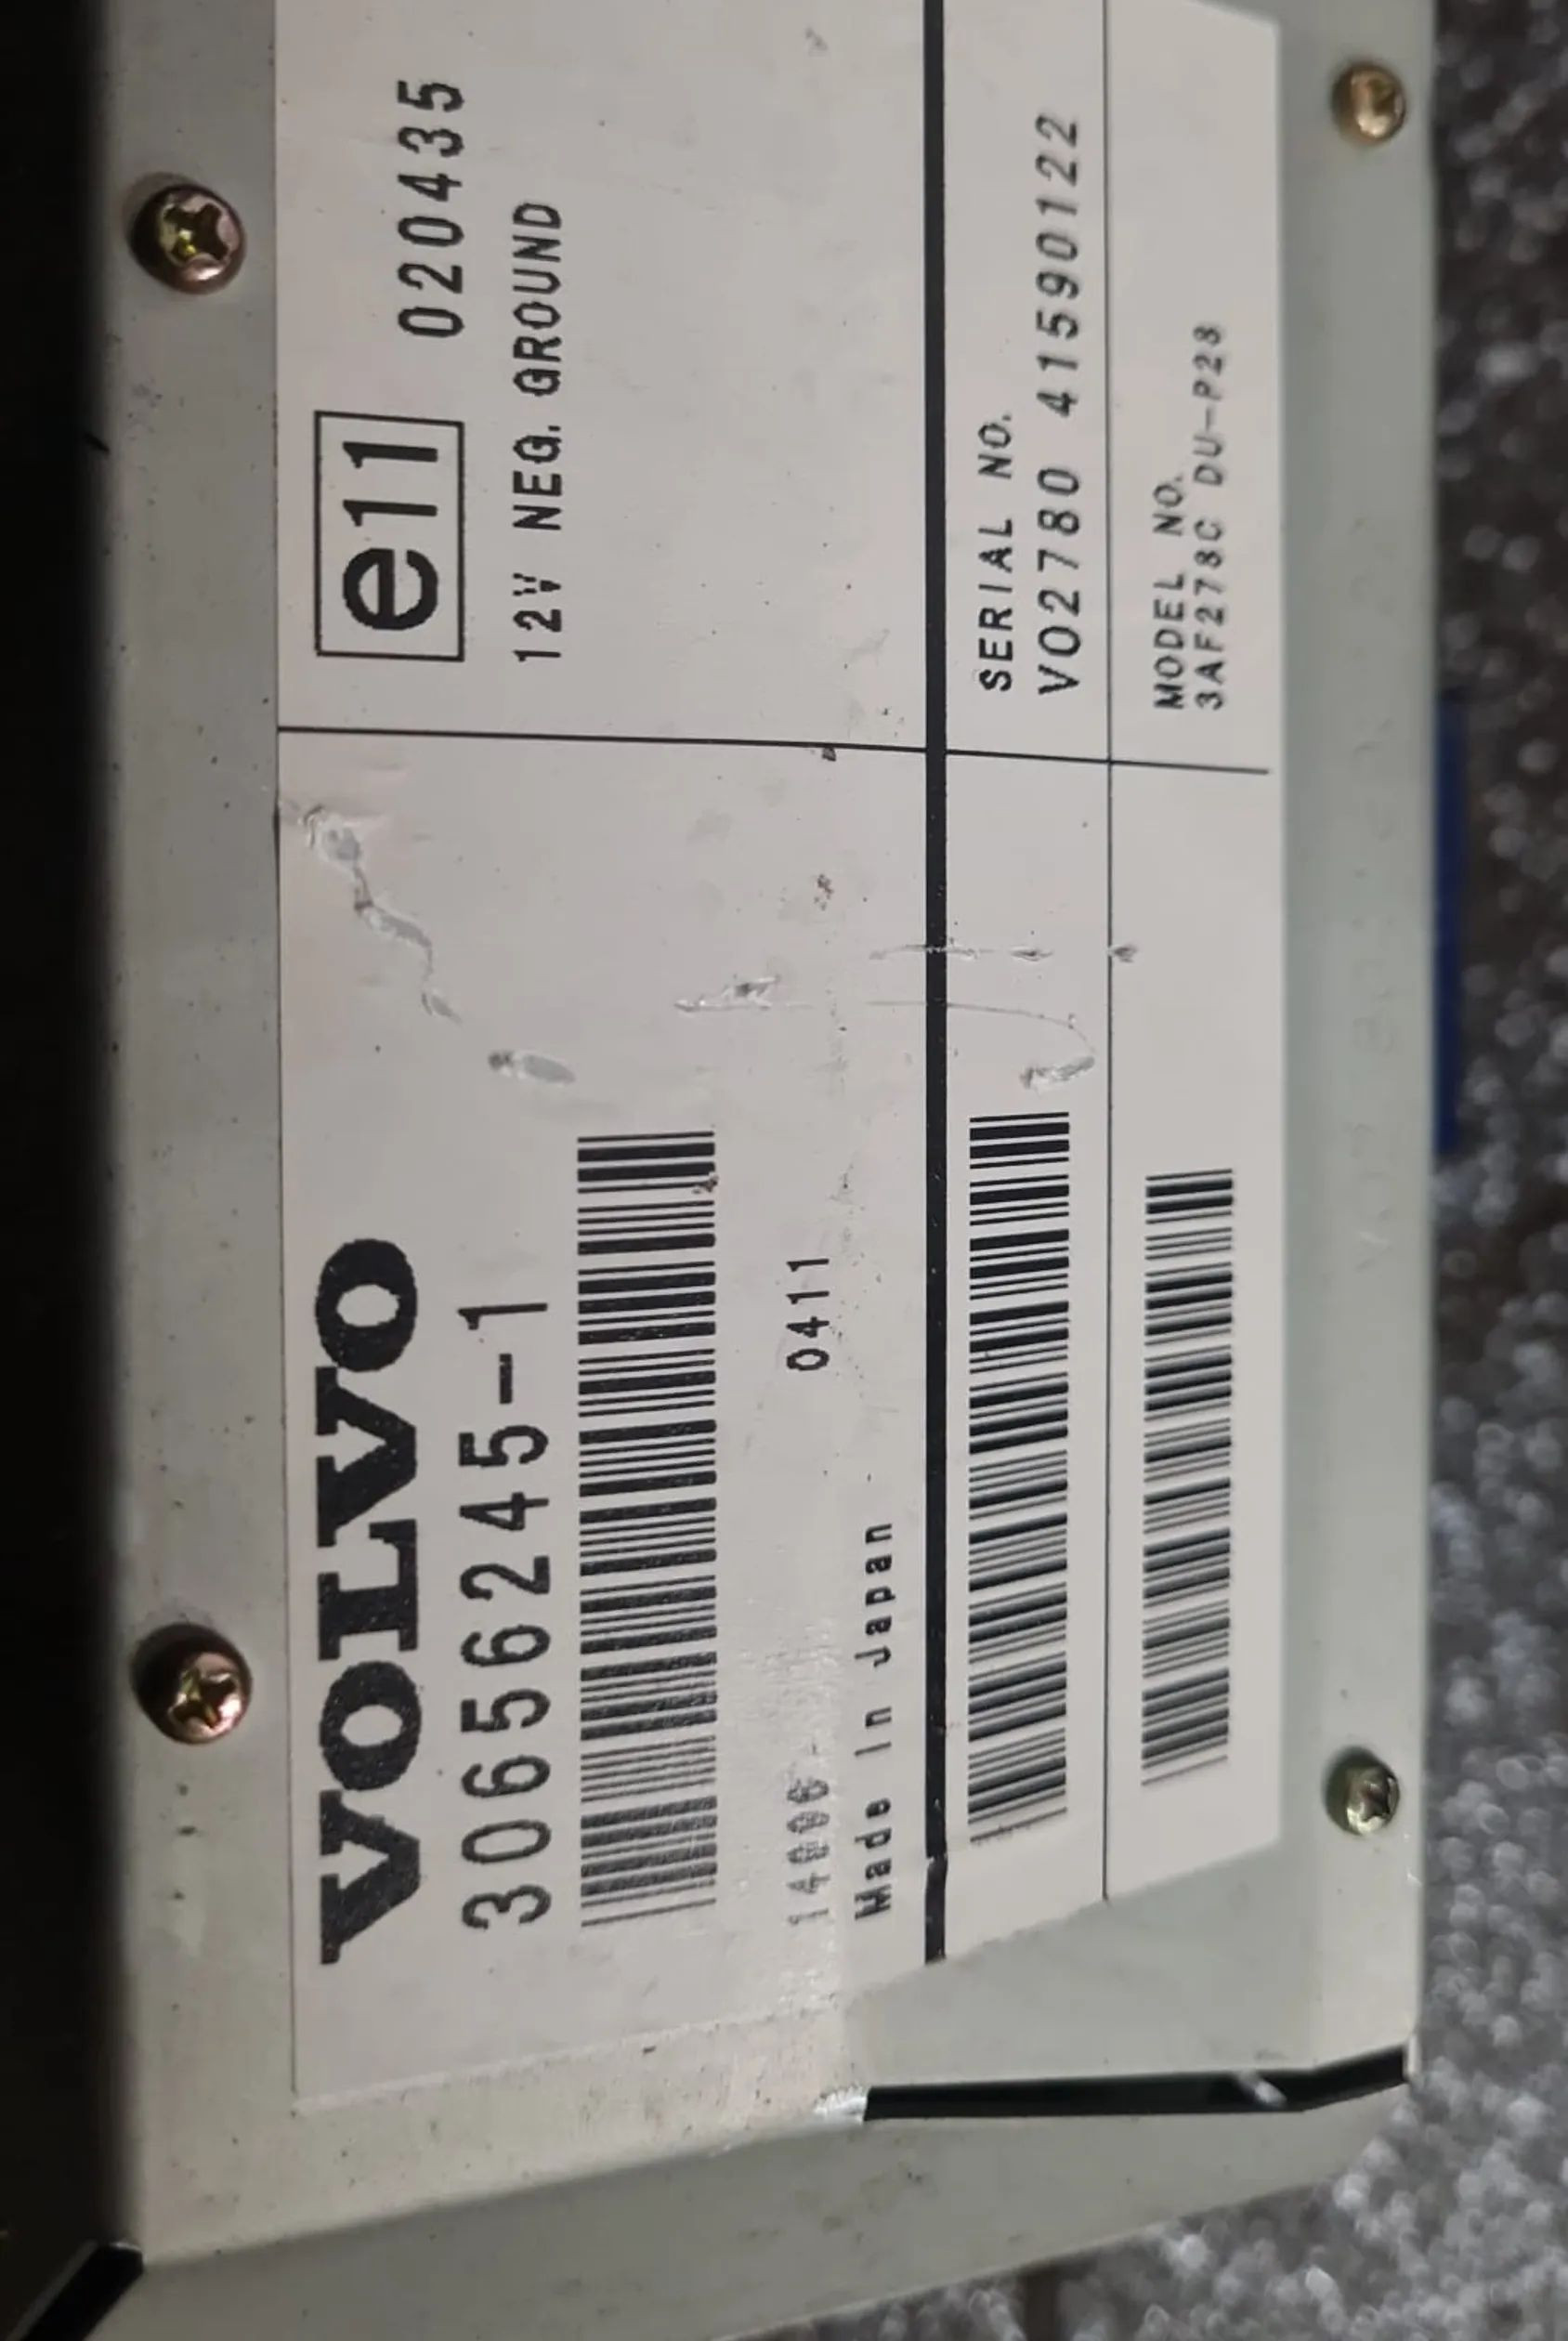 VOLVO
30656245-1
0411
Made in Japan
e11 020435
12V NEG. GROUND
SERIAL NO.
VO2780 41590122
MODEL NO.
3AF278C DU-P28